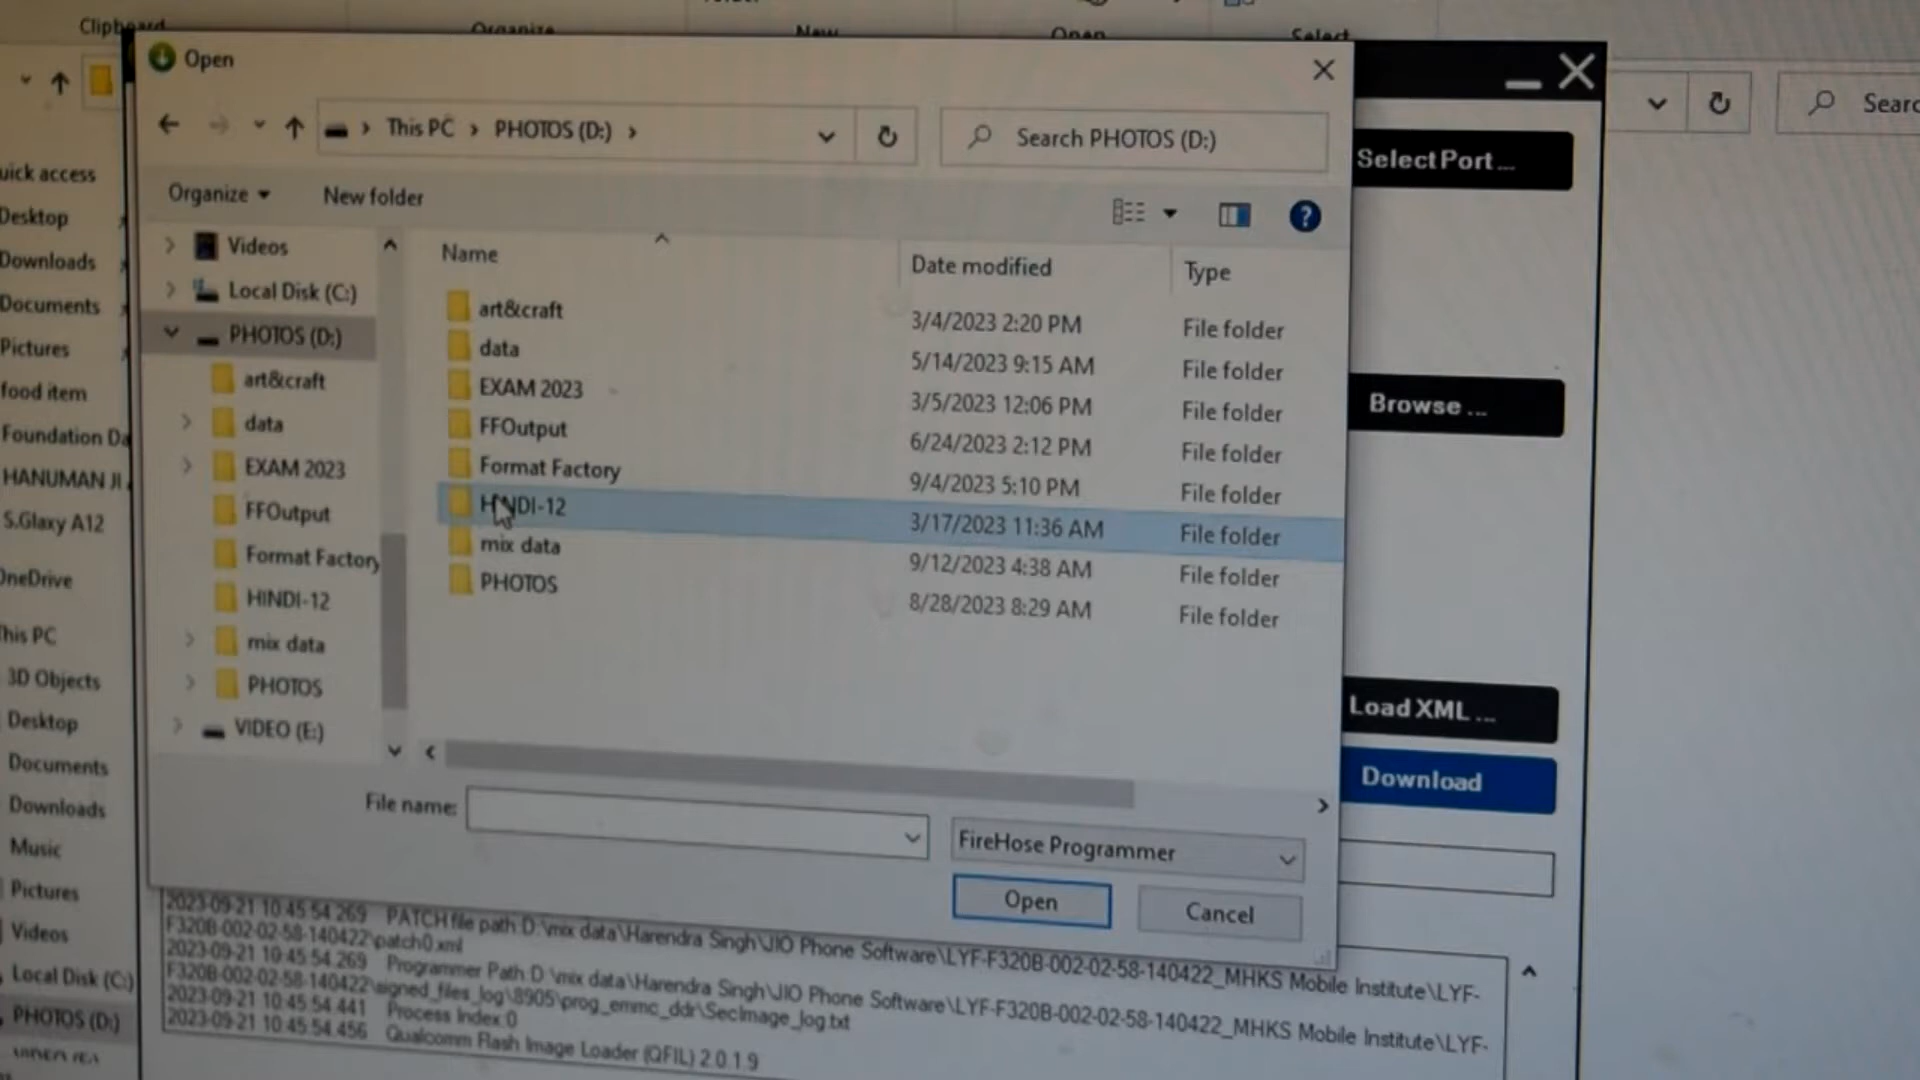 Clipboard
Organize
New
Open
Select
Open
This PC > PHOTOS (D:) >
Search PHOTOS (D:)
Organize
New folder
Name
Date modified
Type
art&craft
3/4/2023 2:20 PM
File folder
data
5/14/2023 9:15 AM
File folder
EXAM 2023
3/5/2023 12:06 PM
File folder
FFOutput
6/24/2023 2:12 PM
File folder
Format Factory
9/4/2023 5:10 PM
File folder
HINDI-12
3/17/2023 11:36 AM
File folder
mix data
9/12/2023 4:38 AM
File folder
PHOTOS
8/28/2023 8:29 AM
File folder
Videos
Local Disk (C:)
PHOTOS (D:)
art&craft
data
EXAM 2023
FFOutput
Format Factory
HINDI-12
mix data
PHOTOS
VIDEO (E:)
File name:
FireHose Programmer
Open
Cancel
uick access
Desktop
Downloads
Documents
Pictures
food item
Foundation Da
HANUMAN JI
S.Glaxy A12
OneDrive
This PC
3D Objects
Desktop
Documents
Downloads
Music
Pictures
Videos
Local Disk (C:)
PHOTOS (D:)
Searc
Select Port ...
Browse ...
Load XML ...
Download
2023-09-21 10:45:54.269 PATCH file path D:\mix data\Harendra Singh\JIO Phone Software\LYF-F320B-002-02-58-140422_MHKS Mobile Institute\LYF-
F320B-002-02-58-140422\patch0.xml
2023-09-21 10:45:54.269 Programmer Path:D:\mix data\Harendra Singh\JIO Phone Software\LYF-F320B-002-02-58-140422_MHKS Mobile Institute\LYF-
F320B-002-02-58-140422\signed_files_log\8905\prog_emmc_ddr\SecImage_log.txt
2023-09-21 10:45:54.441 Process Index:0
2023-09-21 10:45:54.456 Qualcomm Flash Image Loader (QFIL) 2.0.1.9